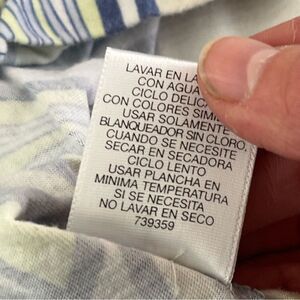 LAVAR EN
CON AGUA
CICLO
CON COLORES
USAR SOLAMENTE
BLANQUEADOR SIN CLORO
CUANDO SE NECESITE
SECAR EN SECADORA
CICLO LENTO
USAR PLANCHA EN
MINIMA TEMPERATURA
SI SE NECESITA
NO LAVAR EN SECO
739359